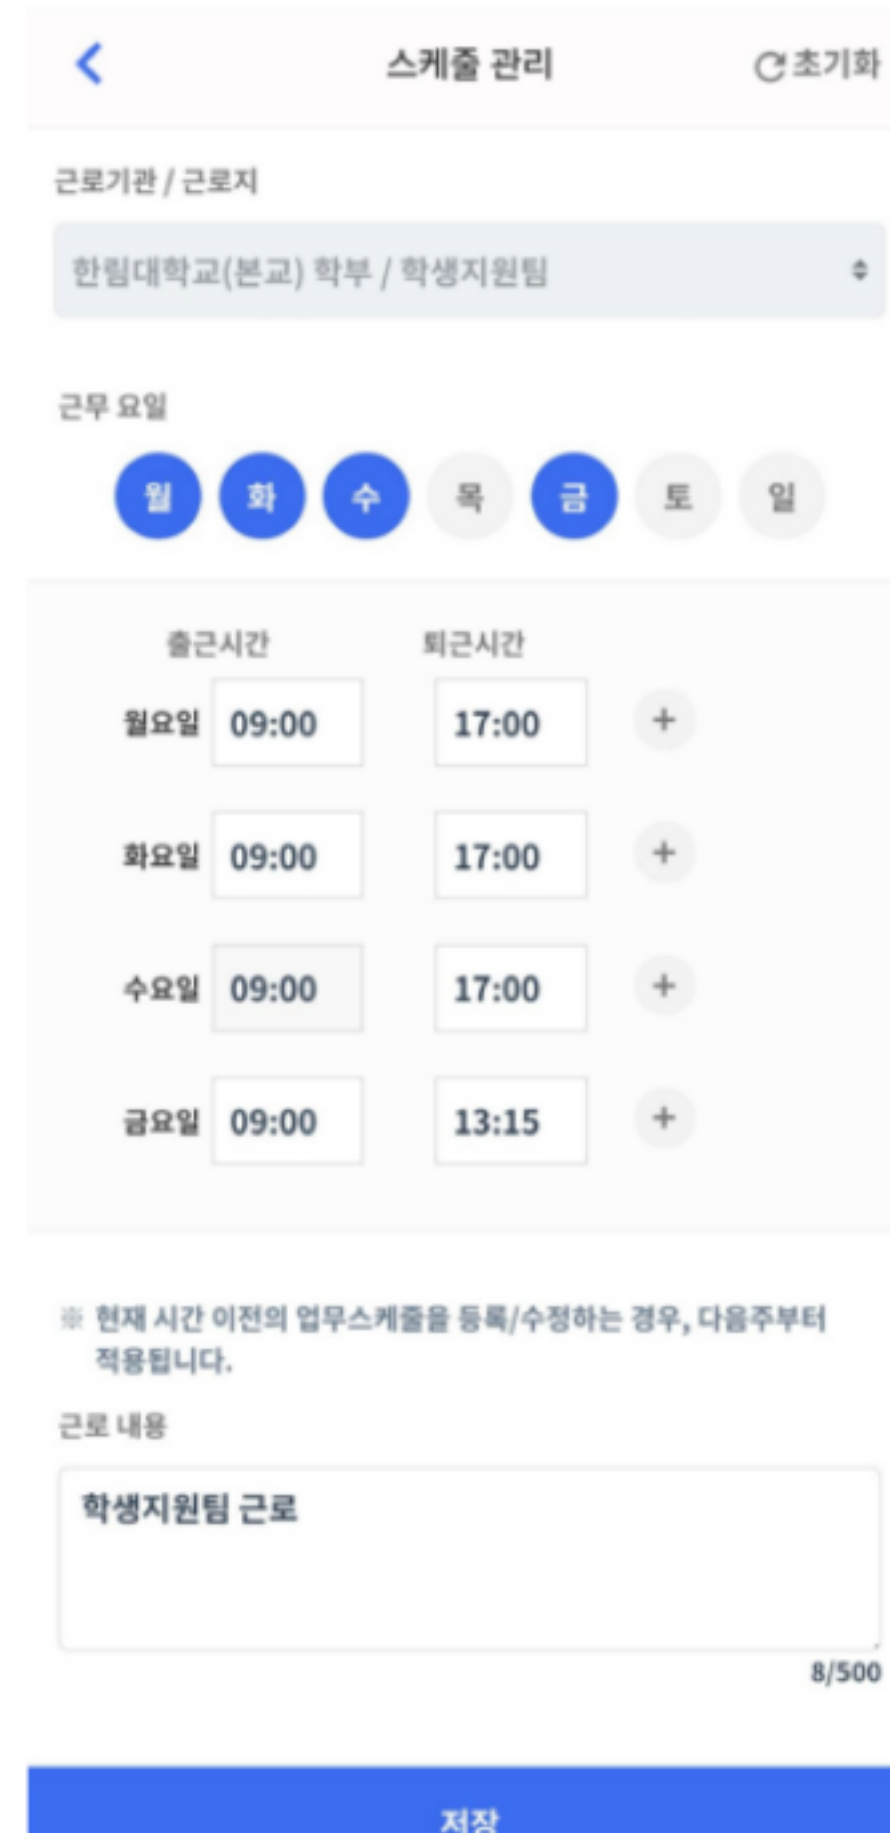 스케줄 관리 초기화
근로기관 / 근로지
한림대학교(본교) 학부 / 학생지원팀
근무 요일
월 화 수 목 금 토 일
출근시간 퇴근시간
월요일 09:00 17:00 +
화요일 09:00 17:00 +
수요일 09:00 17:00 +
금요일 09:00 13:15 +
※ 현재 시간 이전의 업무스케줄을 등록/수정하는 경우, 다음주부터
적용됩니다.
근로 내용
학생지원팀 근로
8/500
저장